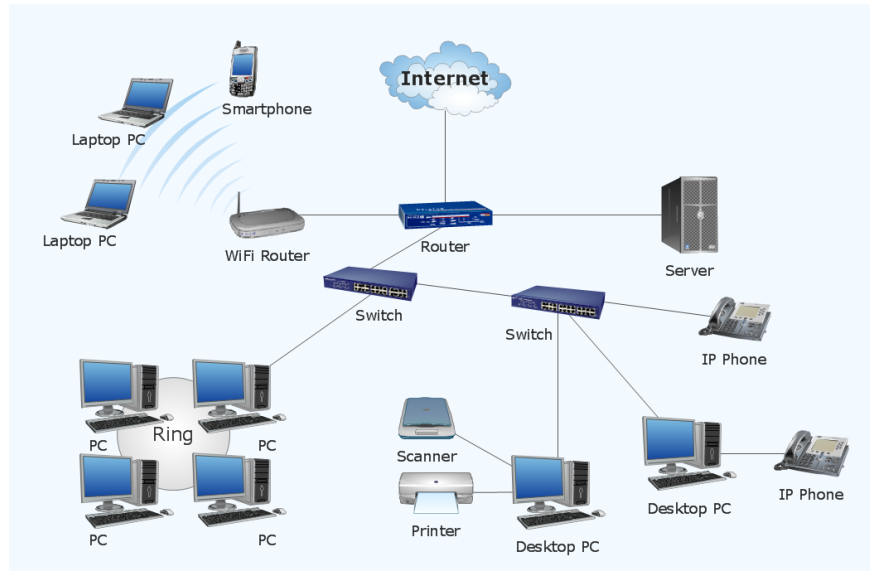 Internet
Smartphone
Laptop PC
Laptop PC
WiFi Router
Router
Server
Switch
Switch
IP Phone
Ring
PC
PC
PC
PC
Scanner
Printer
Desktop PC
Desktop PC
IP Phone